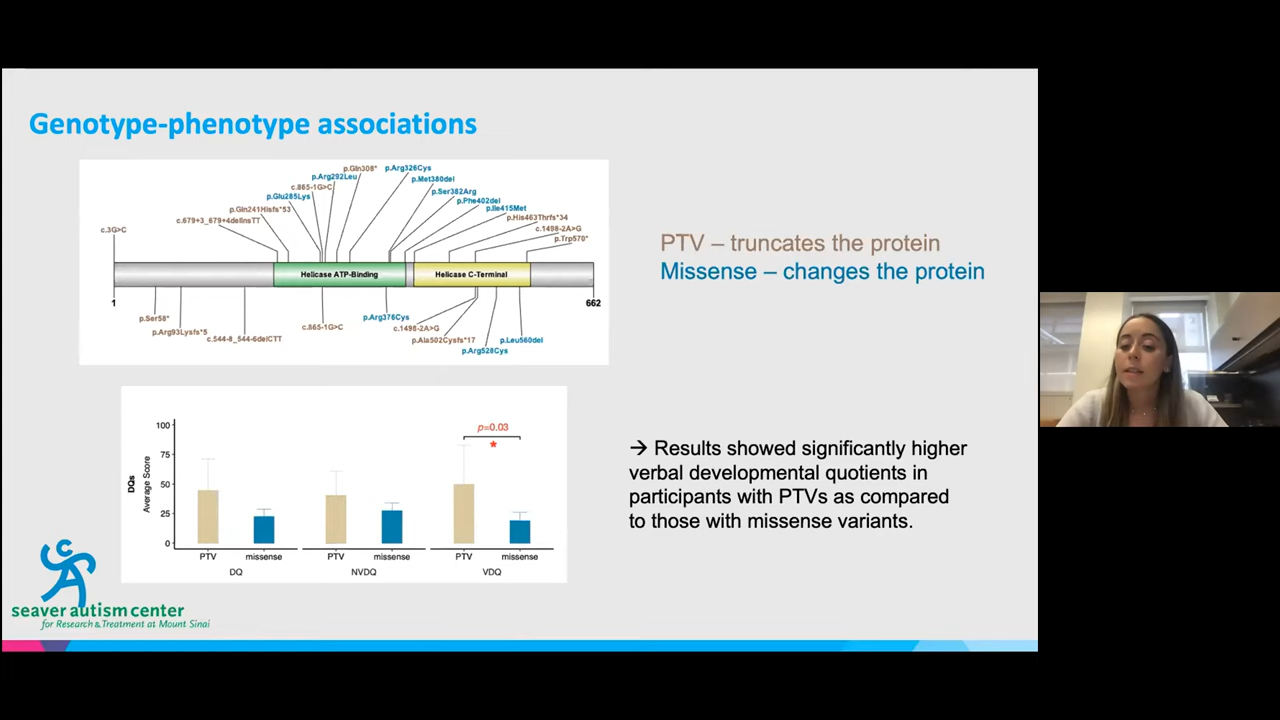 Genotype-phenotype associations
p.Gln308*
p.Arg326Cys
p.Arg292Leu
p.Met380del
c.865-1G>C
p.Ser382Arg
p.Glu285Lys
p.Phe402del
p.Gln241Hisfs*53
p.Ile415Met
c.679+3_679+4delinsTT
p.His463Thrfs*34
c.3G>C
c.1498-2A>G
p.Trp570*
Helicase ATP-Binding
Helicase C-Terminal
1
662
p.Ser58*
p.Arg93Lysfs*5
c.544-8_544-6delCTT
c.865-1G>C
p.Arg376Cys
c.1498-2A>G
p.Ala502Cysfs*17
p.Arg528Cys
p.Leu560del
PTV – truncates the protein
Missense – changes the protein
DQs
Average Score
100
75
50
25
0
p=0.03
*
PTV missense PTV missense PTV missense
DQ NVDQ VDQ
→ Results showed significantly higher
verbal developmental quotients in
participants with PTVs as compared
to those with missense variants.
seaver autism center
for Research & Treatment at Mount Sinai